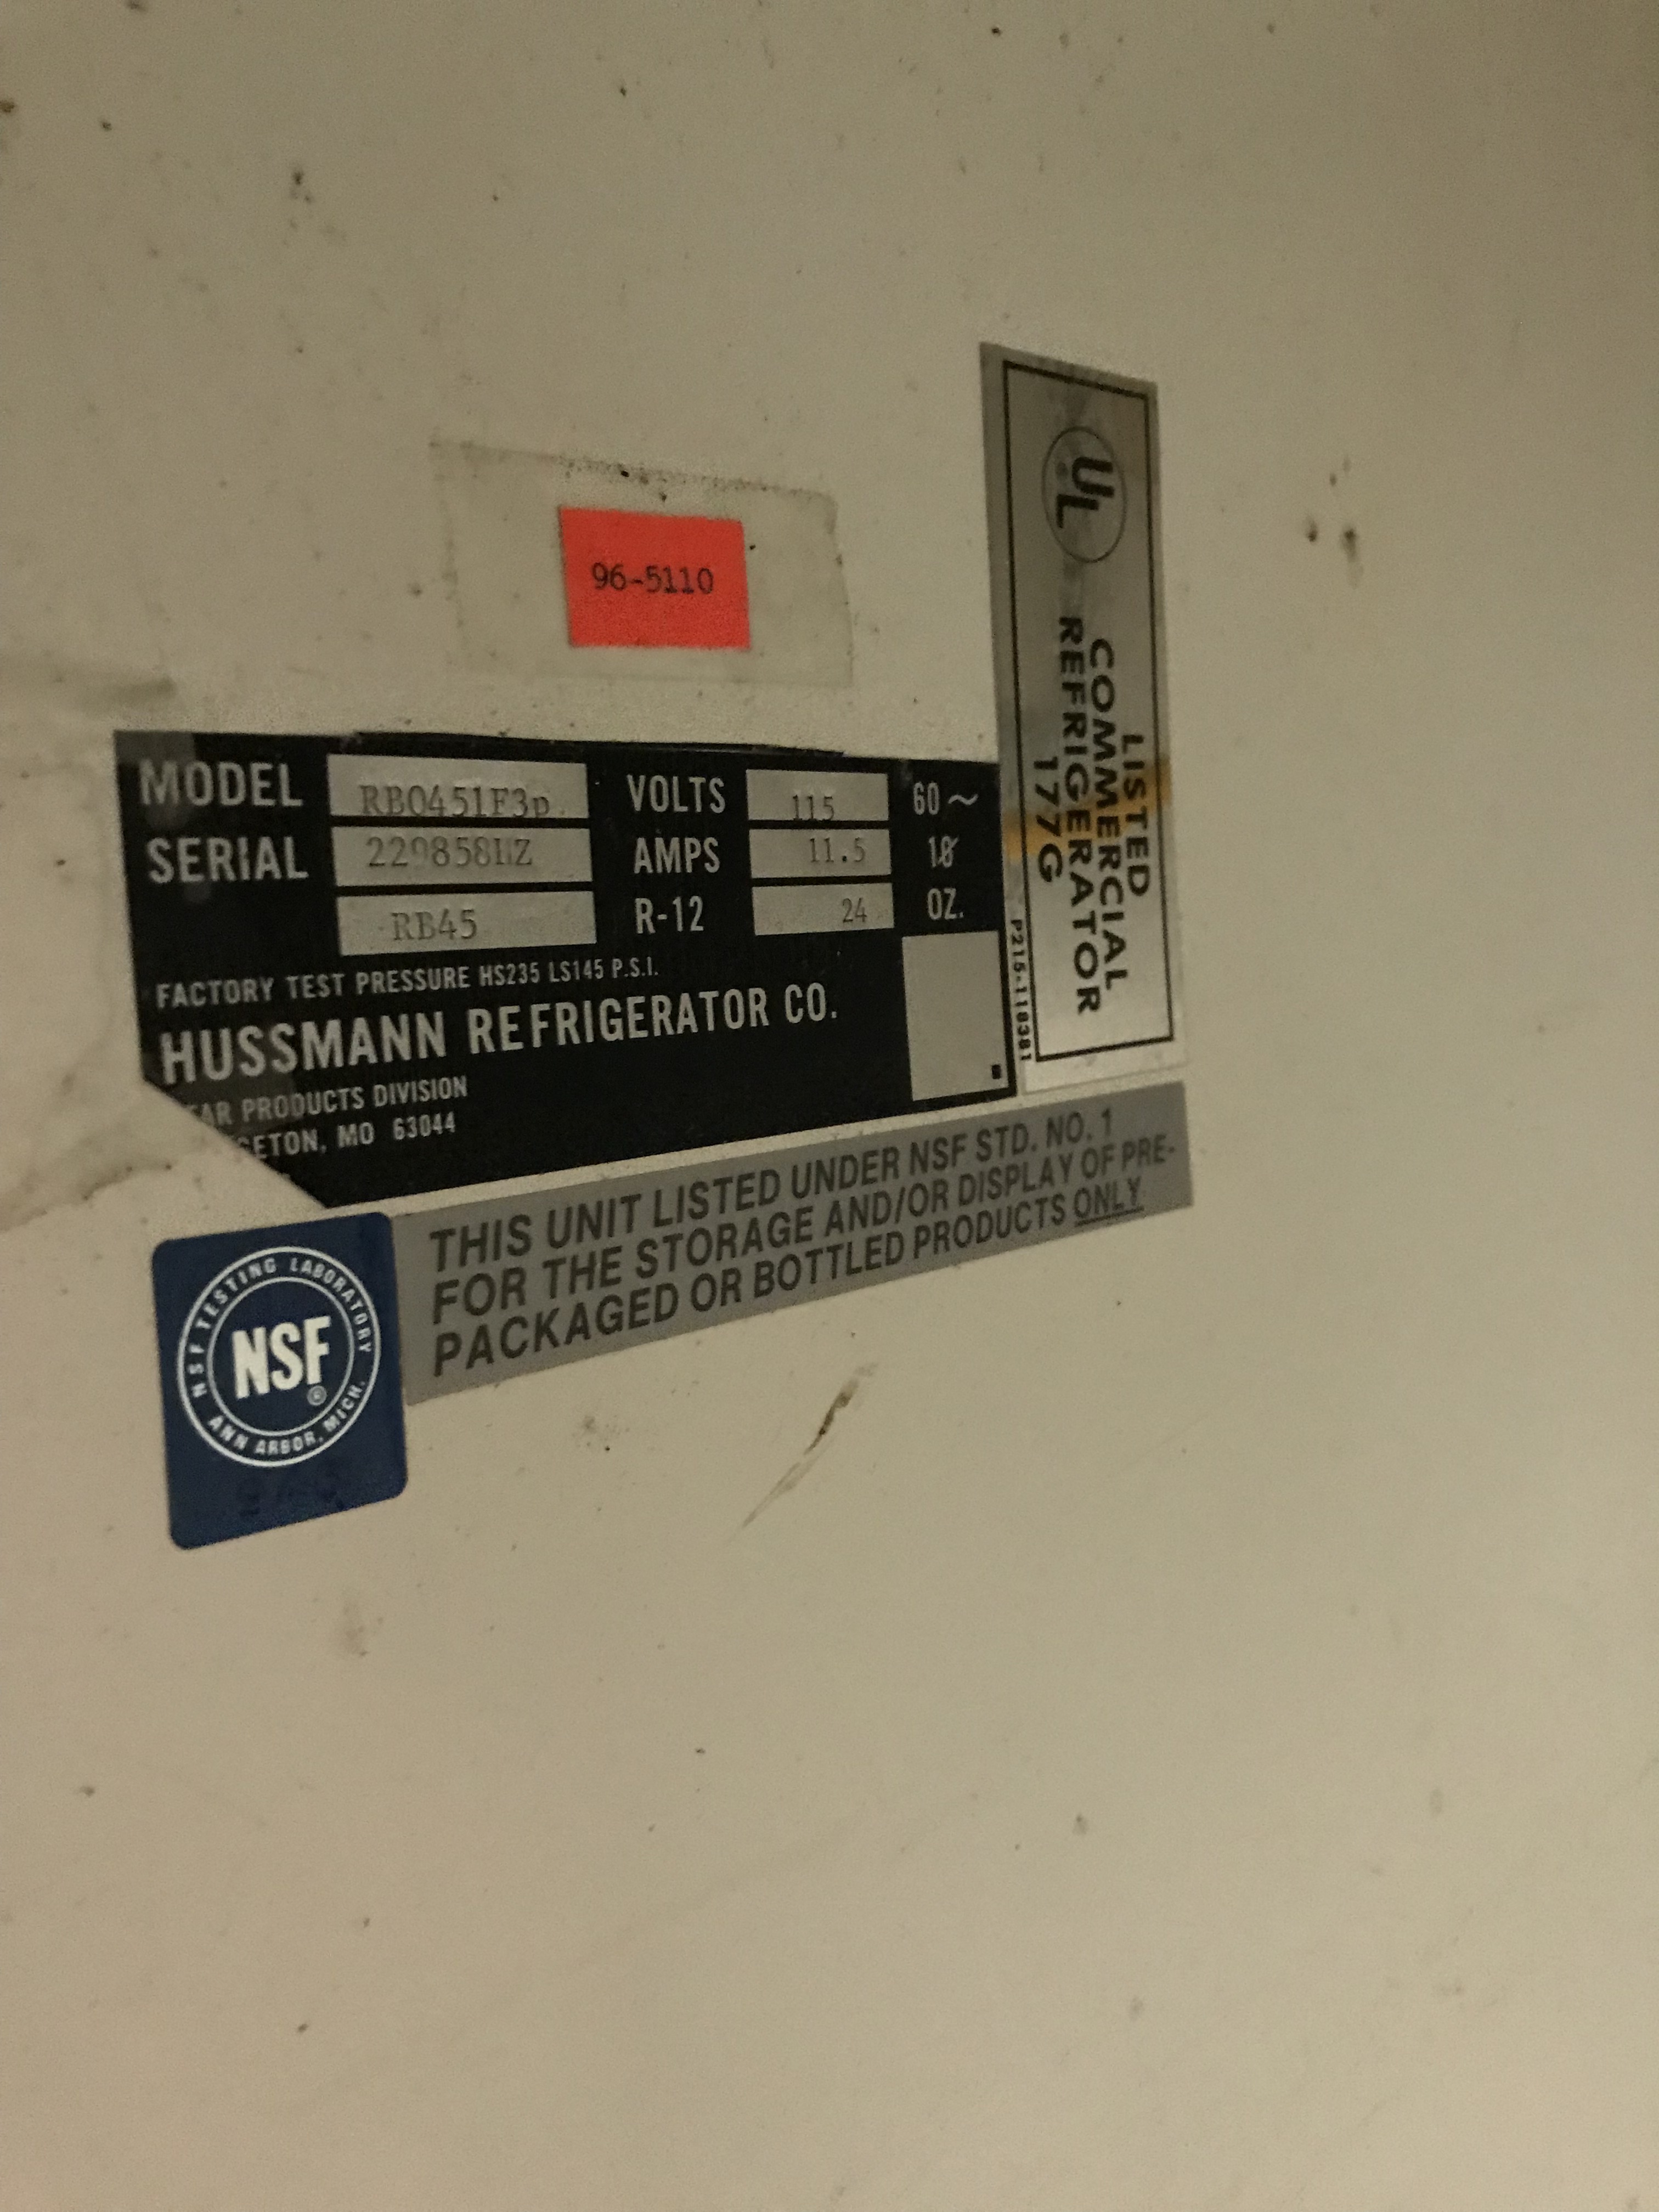 96-5110
UL
LISTED
COMMERCIAL
REFRIGERATOR
177G
P215-118381
MODEL RB0451F3p VOLTS 115 60~
SERIAL AMPS 11.5 1Ø
RB45 R-12 24 OZ.
FACTORY TEST PRESSURE HS235 LS145 P.S.I.
HUSSMANN REFRIGERATOR CO.
PRODUCTS DIVISION
MO 63044
THIS UNIT LISTED UNDER NSF STD. NO. 1
FOR THE STORAGE AND/OR DISPLAY OF PRE-
PACKAGED OR BOTTLED PRODUCTS ONLY
NSF TESTING LABORATORY
NSF
©
ANN ARBOR, MICH.